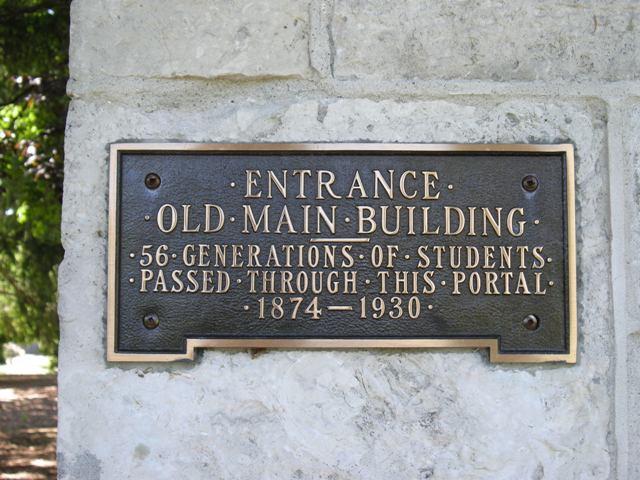 ·ENTRANCE·
·OLD·MAIN·BUILDING·
·56·GENERATIONS·OF·STUDENTS·
·PASSED·THROUGH·THIS·PORTAL·
·1874—1930·